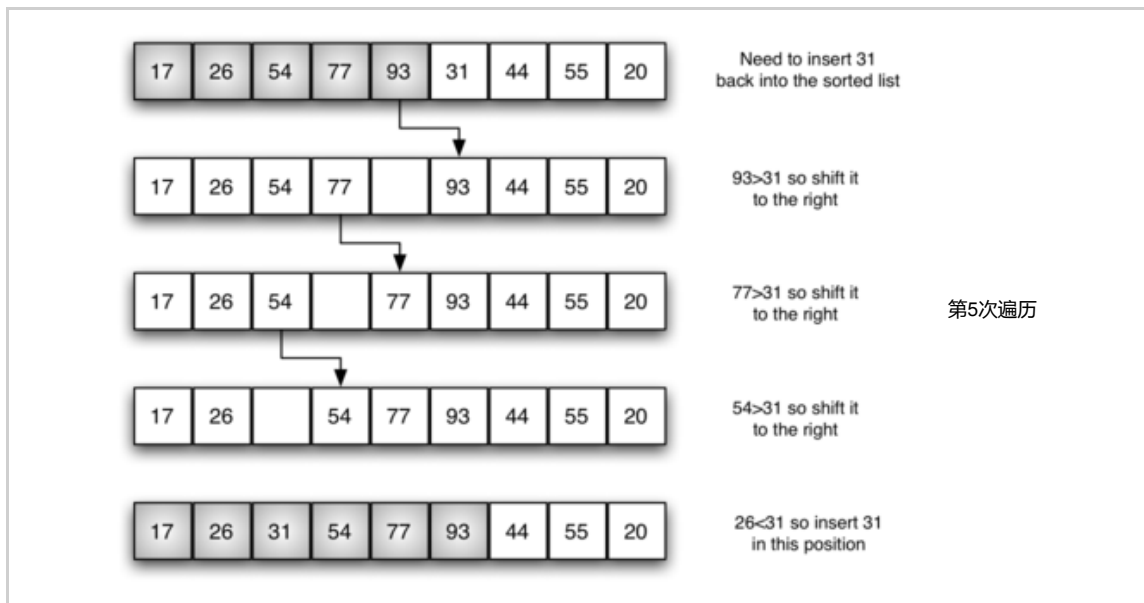 17 26 54 77 93 31 44 55 20
Need to insert 31
back into the sorted list
17 26 54 77 93 44 55 20
93>31 so shift it
to the right
17 26 54 77 93 44 55 20
77>31 so shift it
to the right
第5次遍历
17 26 54 77 93 44 55 20
54>31 so shift it
to the right
17 26 31 54 77 93 44 55 20
26<31 so insert 31
in this position